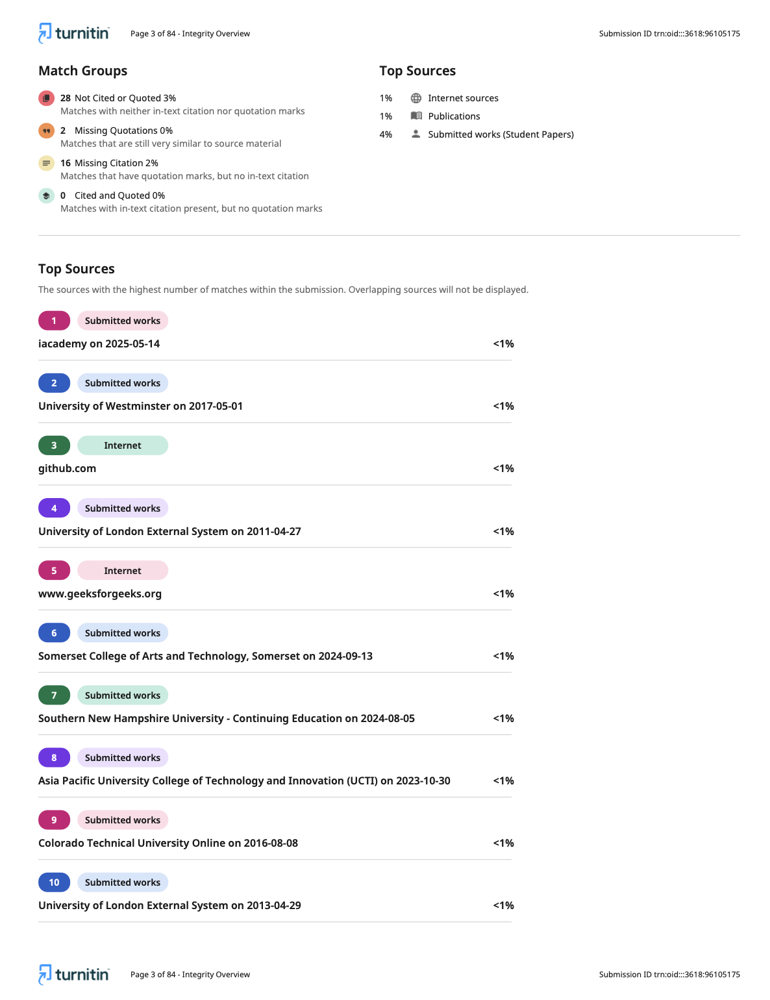 turnitin Page 3 of 84 - Integrity Overview Submission ID trn:oid:::3618:96105175
Match Groups
28 Not Cited or Quoted 3%
Matches with neither in-text citation nor quotation marks
2 Missing Quotations 0%
Matches that are still very similar to source material
16 Missing Citation 2%
Matches that have quotation marks, but no in-text citation
0 Cited and Quoted 0%
Matches with in-text citation present, but no quotation marks
Top Sources
1% Internet sources
1% Publications
4% Submitted works (Student Papers)
Top Sources
The sources with the highest number of matches within the submission. Overlapping sources will not be displayed.
1 Submitted works
iacademy on 2025-05-14 <1%
2 Submitted works
University of Westminster on 2017-05-01 <1%
3 Internet
github.com <1%
4 Submitted works
University of London External System on 2011-04-27 <1%
5 Internet
www.geeksforgeeks.org <1%
6 Submitted works
Somerset College of Arts and Technology, Somerset on 2024-09-13 <1%
7 Submitted works
Southern New Hampshire University - Continuing Education on 2024-08-05 <1%
8 Submitted works
Asia Pacific University College of Technology and Innovation (UCTI) on 2023-10-30 <1%
9 Submitted works
Colorado Technical University Online on 2016-08-08 <1%
10 Submitted works
University of London External System on 2013-04-29 <1%
turnitin Page 3 of 84 - Integrity Overview Submission ID trn:oid:::3618:96105175